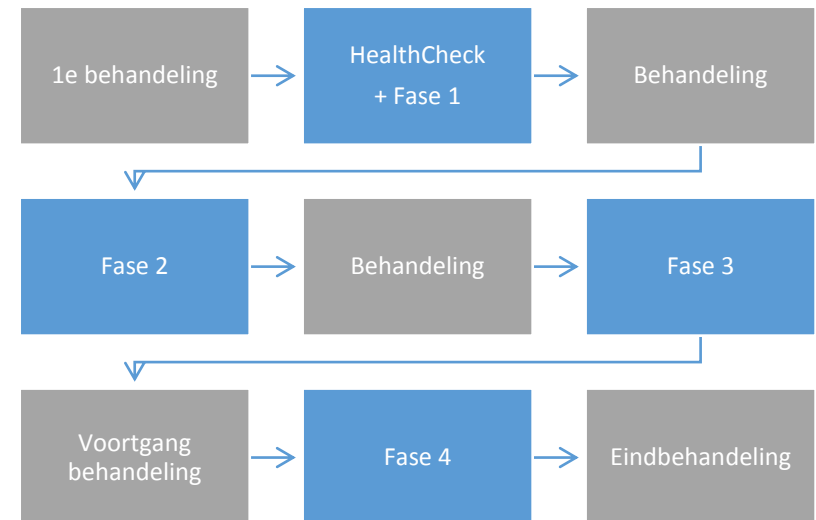 1e behandeling
HealthCheck
+ Fase 1
Behandeling
Fase 2
Behandeling
Fase 3
Voortgang
behandeling
Fase 4
Eindbehandeling